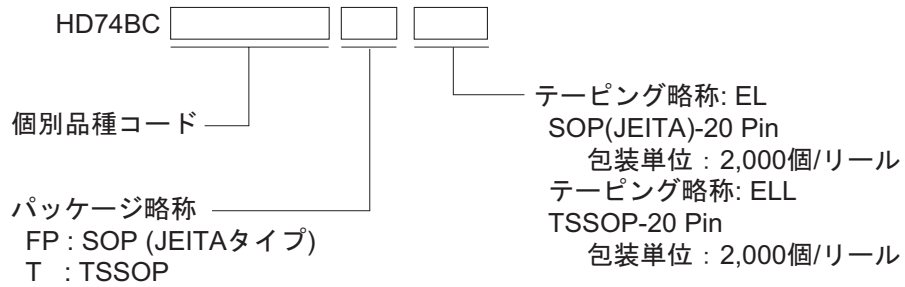 HD74BC
個別品種コード
パッケージ略称
FP : SOP (JEITAタイプ)
T : TSSOP
テーピング略称: EL
SOP(JEITA)-20 Pin
包装単位：2,000個/リール
テーピング略称: ELL
TSSOP-20 Pin
包装単位：2,000個/リール